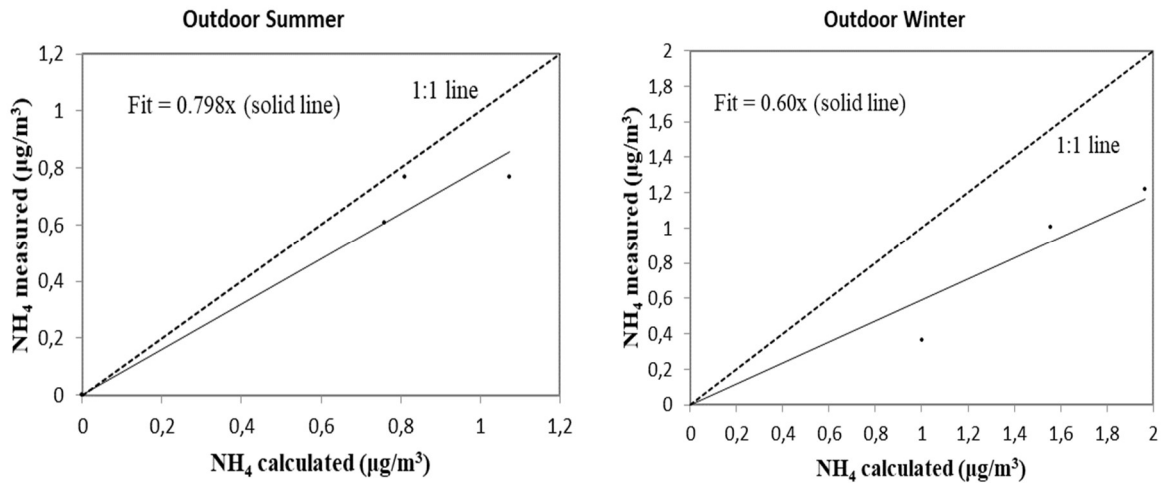 Outdoor Summer
1,2
1
0,8
0,6
0,4
0,2
0
NH₄ measured (µg/m³)
Fit = 0.798x (solid line)
1:1 line
0 0,2 0,4 0,6 0,8 1 1,2
NH₄ calculated (µg/m³)
Outdoor Winter
2
1,8
1,6
1,4
1,2
1
0,8
0,6
0,4
0,2
0
NH₄ measured (µg/m³)
Fit = 0.60x (solid line)
1:1 line
0 0,2 0,4 0,6 0,8 1 1,2 1,4 1,6 1,8 2
NH₄ calculated (µg/m³)